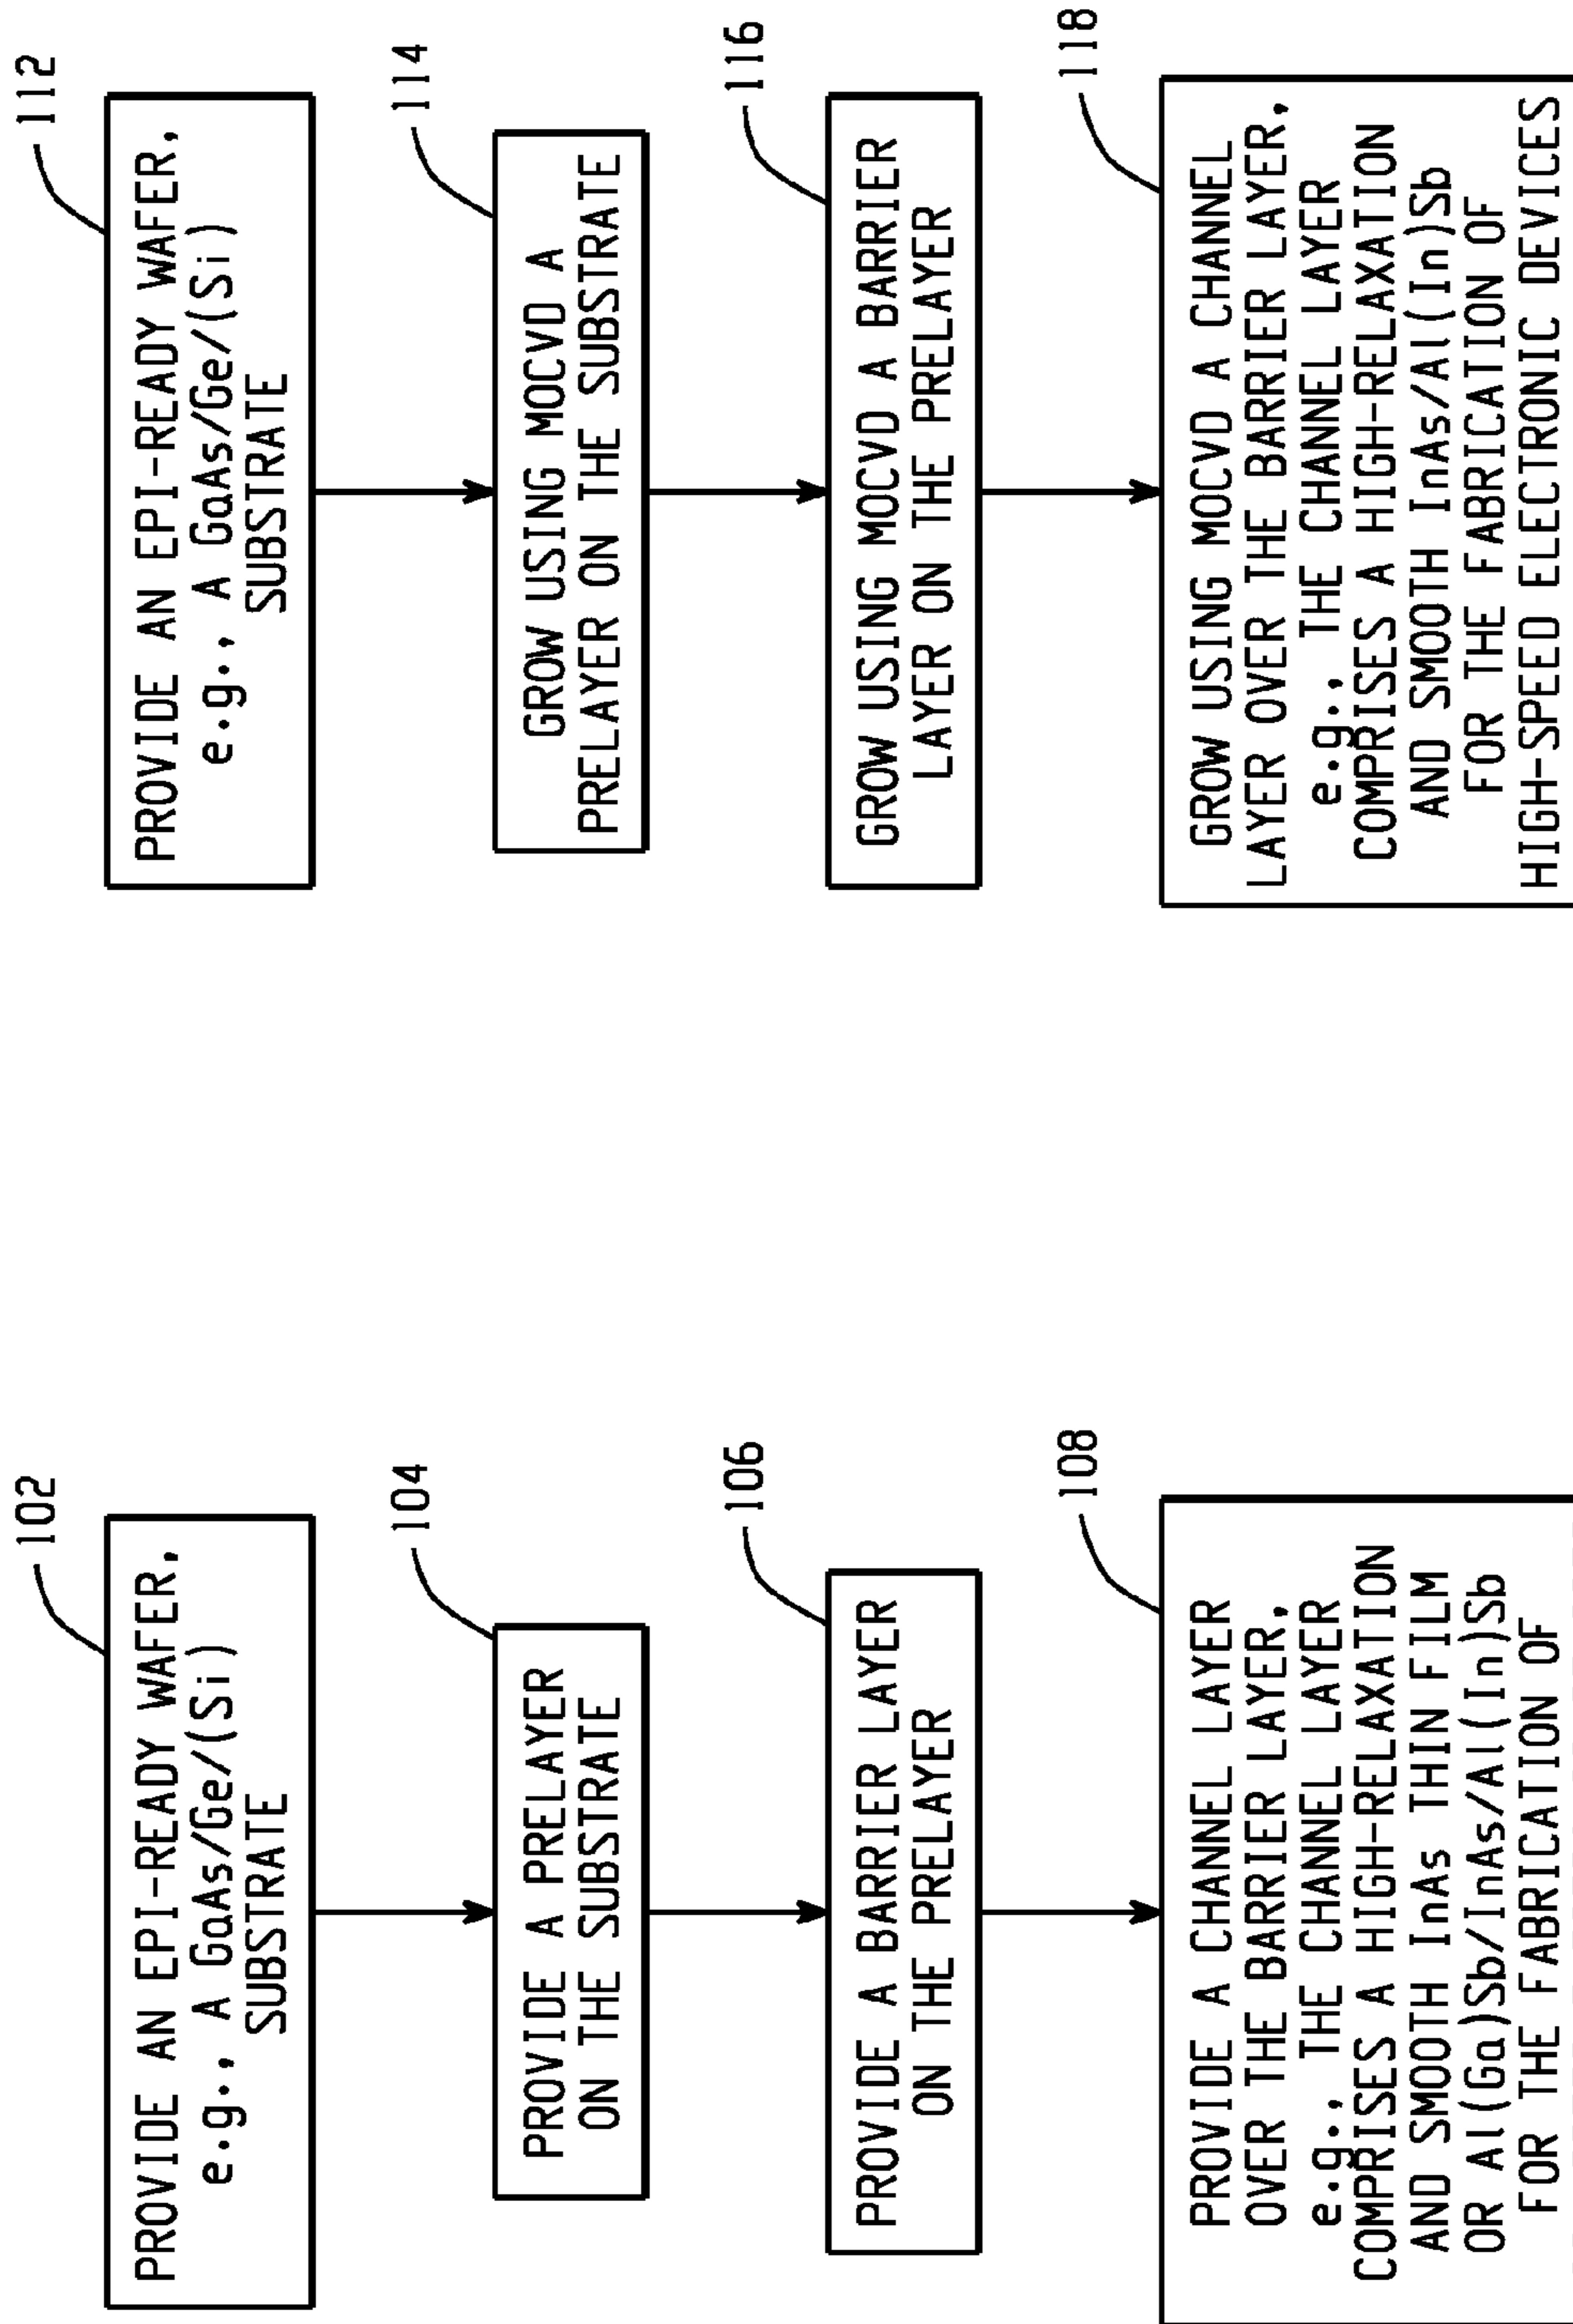 102
PROVIDE AN EPI-READY WAFER,
e.g., A GaAs/Ge/(Si)
SUBSTRATE
104
PROVIDE A PRELAYER
ON THE SUBSTRATE
106
PROVIDE A BARRIER LAYER
ON THE PRELAYER
108
PROVIDE A CHANNEL LAYER
OVER THE BARRIER LAYER,
e.g., THE CHANNEL LAYER
COMPRISES A HIGH-RELAXATION
AND SMOOTH InAs THIN FILM
OR Al(Ga)Sb/InAs/Al(In)Sb
FOR THE FABRICATION OF
112
PROVIDE AN EPI-READY WAFER,
e.g., A GaAs/Ge/(Si)
SUBSTRATE
114
GROW USING MOCVD A
PRELAYER ON THE SUBSTRATE
116
GROW USING MOCVD A BARRIER
LAYER ON THE PRELAYER
118
GROW USING MOCVD A CHANNEL
LAYER OVER THE BARRIER LAYER,
e.g., THE CHANNEL LAYER
COMPRISES A HIGH-RELAXATION
AND SMOOTH InAs/Al(In)Sb
FOR THE FABRICATION OF
HIGH-SPEED ELECTRONIC DEVICES